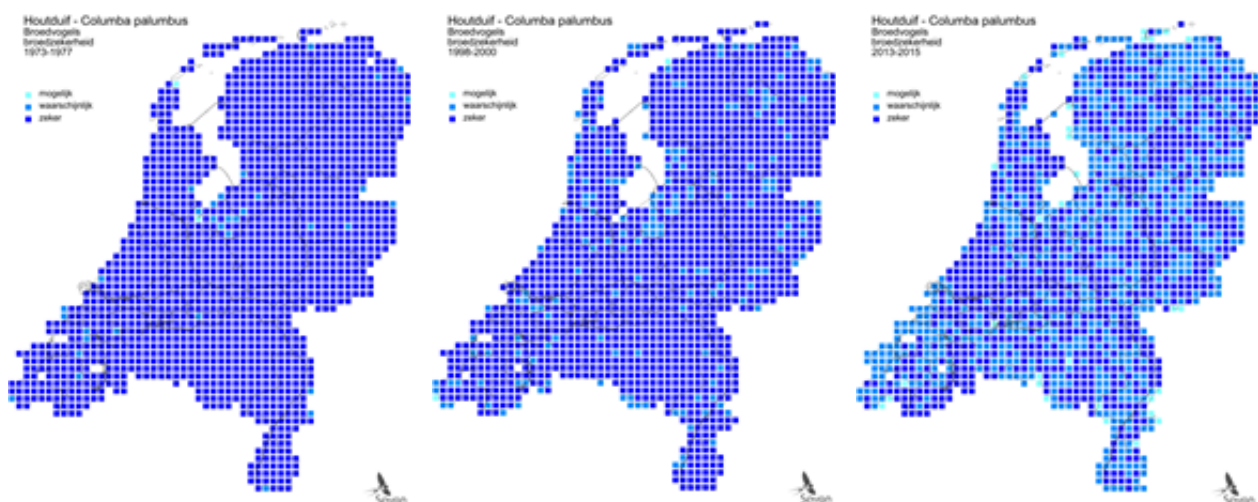 Houtduif - Columba palumbus
Broedvogels
broedzekerheid
1973-1977
mogelijk
waarschijnlijk
zeker
Sovon
Houtduif - Columba palumbus
Broedvogels
broedzekerheid
1998-2000
mogelijk
waarschijnlijk
zeker
Sovon
Houtduif - Columba palumbus
Broedvogels
broedzekerheid
2013-2015
mogelijk
waarschijnlijk
zeker
Sovon